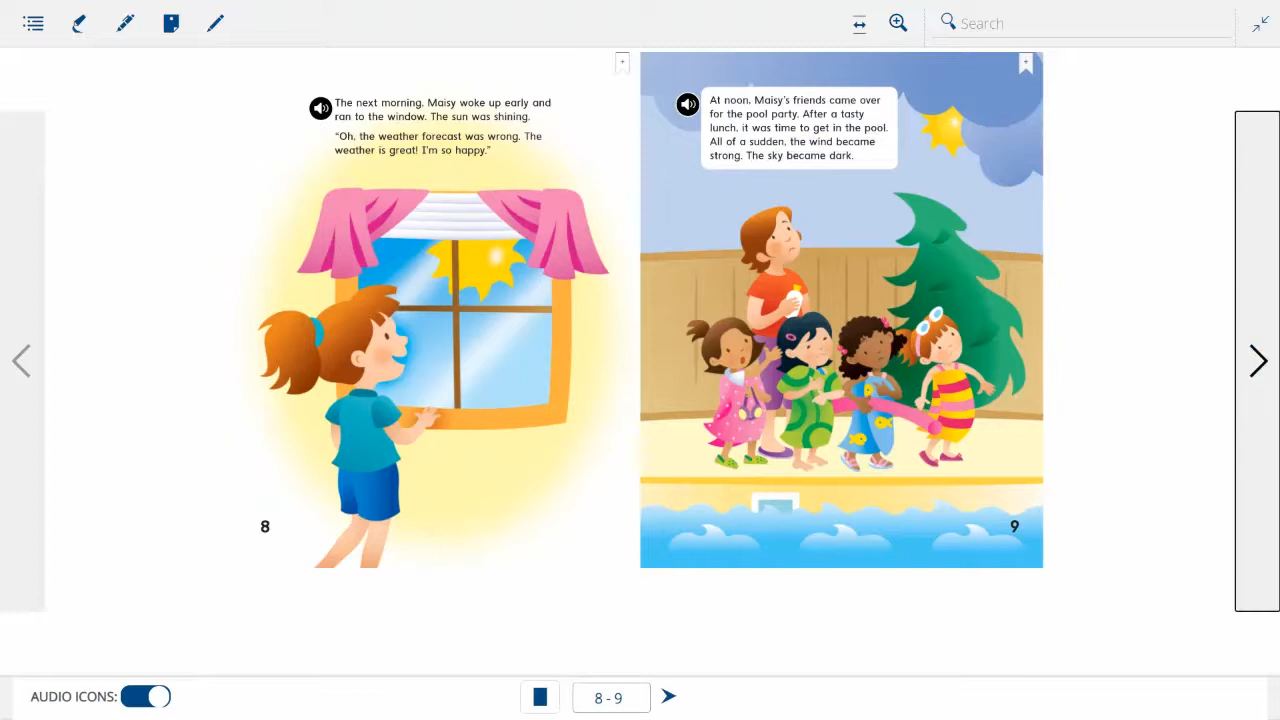 Search
The next morning, Maisy woke up early and
ran to the window. The sun was shining.
"Oh, the weather forecast was wrong. The
weather is great! I'm so happy."
8
At noon, Maisy's friends came over
for the pool party. After a tasty
lunch, it was time to get in the pool.
All of a sudden, the wind became
strong. The sky became dark.
9
AUDIO ICONS:
8 - 9